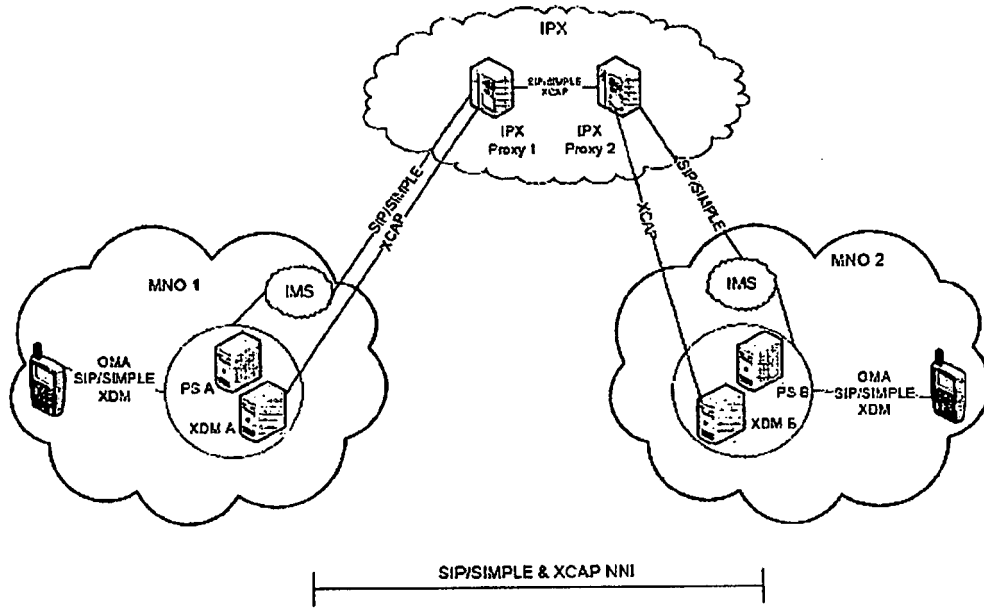 IPX
SIP/SIMPLE
XCAP
IPX
Proxy 1
IPX
Proxy 2
SIP/SIMPLE
XCAP
XCAP
SIP/SIMPLE
MNO 1
IMS
OMA
SIP/SIMPLE
XDM
PS A
XDM A
MNO 2
IMS
PS B
XDM B
OMA
SIP/SIMPLE
XDM
SIP/SIMPLE & XCAP NNI